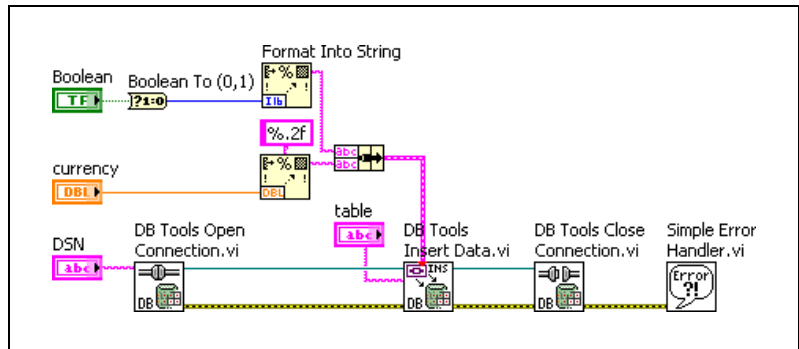 Format Into String
Boolean
Boolean To (0,1)
TF
?1:0
%
I16
%.2f
%
abc
abc
currency
DBL
DBL
table
abc
DSN
abc
DB Tools Open
Connection.vi
DB Tools
Insert Data.vi
DB Tools Close
Connection.vi
Simple Error
Handler.vi
DB
INS
DB
DB
Error
?!